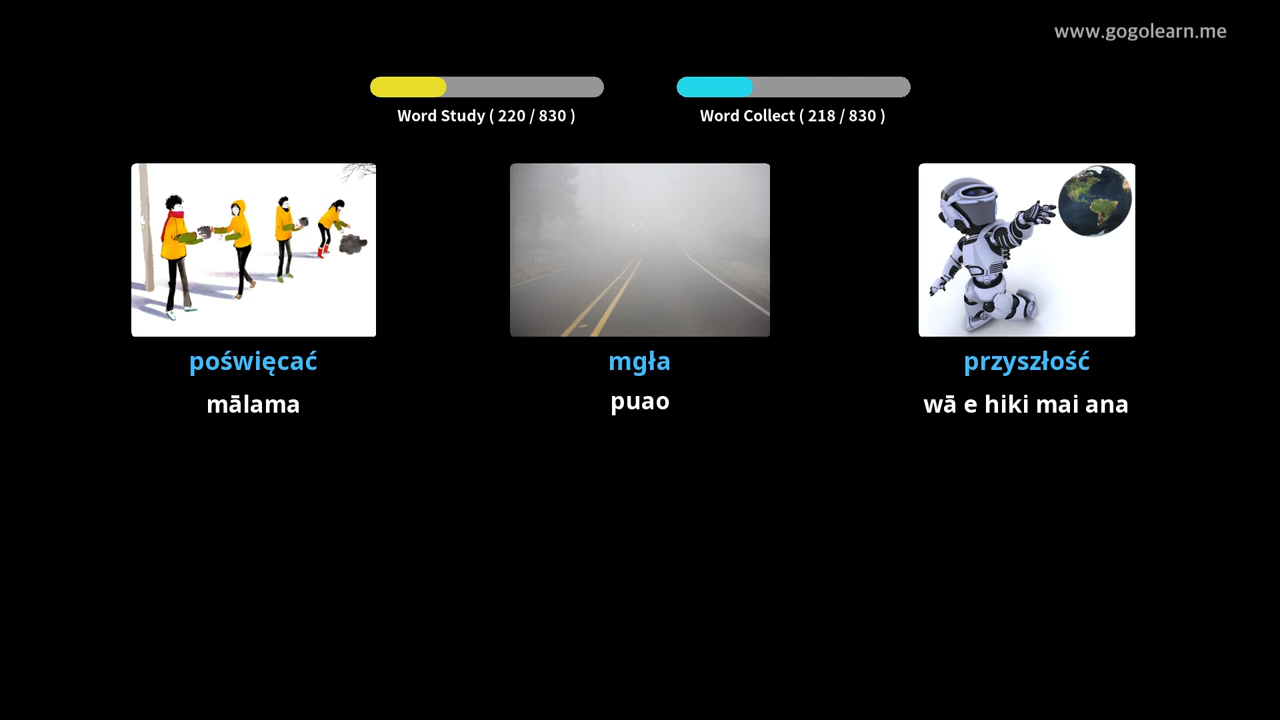 www.gogolearn.me
Word Study ( 220 / 830 )
Word Collect ( 218 / 830 )
poświęcać
mālama
mgła
puao
przyszłość
wā e hiki mai ana